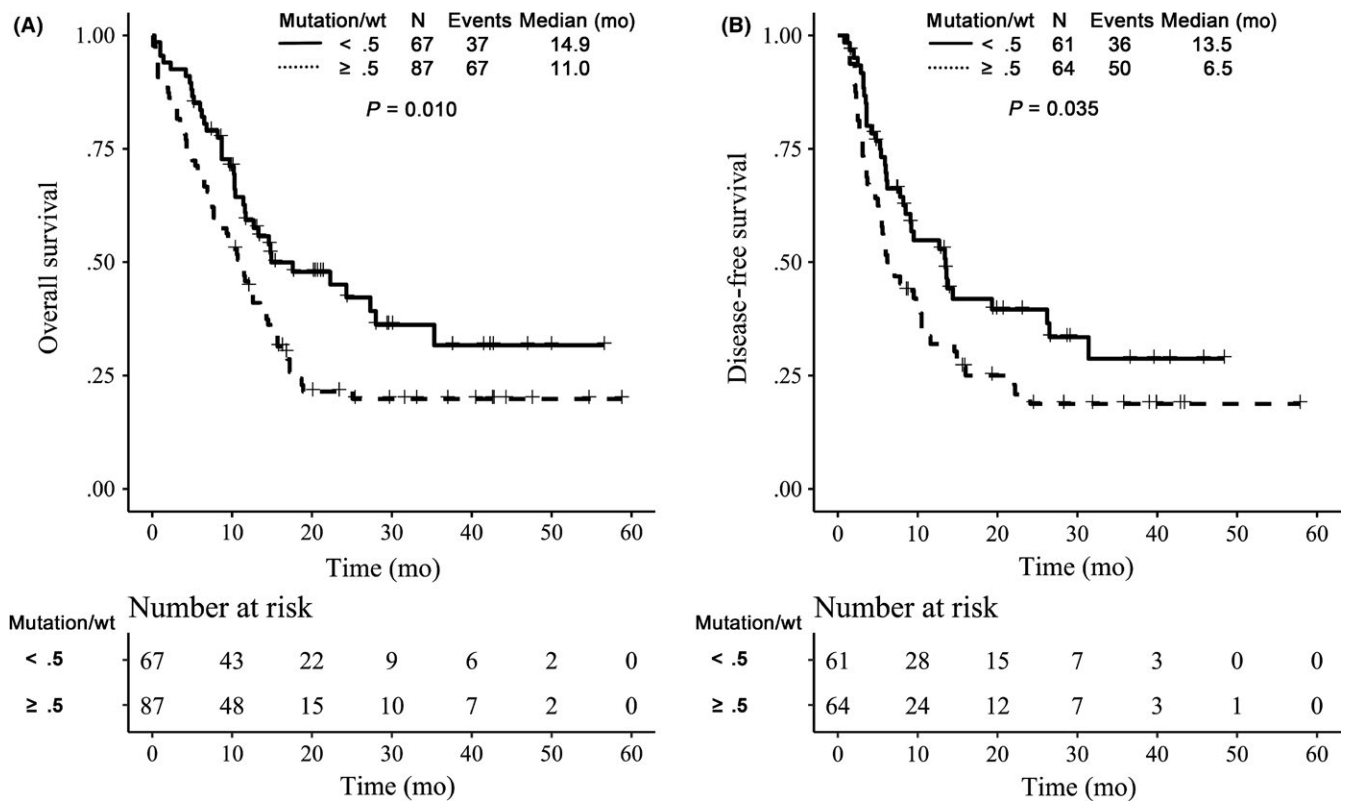 (A)
Mutation/wt N Events Median (mo)
< .5 67 37 14.9
≥ .5 87 67 11.0
P = 0.010
Overall survival
1.00
.75
.50
.25
.00
0 10 20 30 40 50 60
Time (mo)
Number at risk
Mutation/wt
< .5 67 43 22 9 6 2 0
≥ .5 87 48 15 10 7 2 0
0 10 20 30 40 50 60
Time (mo)
(B)
Mutation/wt N Events Median (mo)
< .5 61 36 13.5
≥ .5 64 50 6.5
P = 0.035
Disease-free survival
1.00
.75
.50
.25
.00
0 10 20 30 40 50 60
Time (mo)
Number at risk
Mutation/wt
< .5 61 28 15 7 3 0 0
≥ .5 64 24 12 7 3 1 0
0 10 20 30 40 50 60
Time (mo)